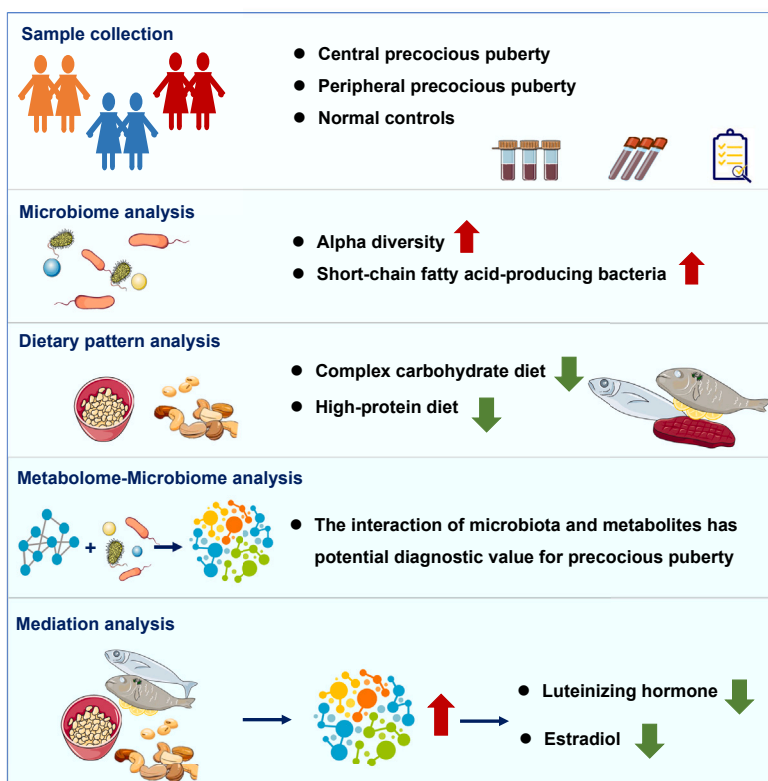 Sample collection
● Central precocious puberty
● Peripheral precocious puberty
● Normal controls
Microbiome analysis
● Alpha diversity
● Short-chain fatty acid-producing bacteria
Dietary pattern analysis
● Complex carbohydrate diet
● High-protein diet
Metabolome-Microbiome analysis
+
● The interaction of microbiota and metabolites has
potential diagnostic value for precocious puberty
Mediation analysis
● Luteinizing hormone
● Estradiol